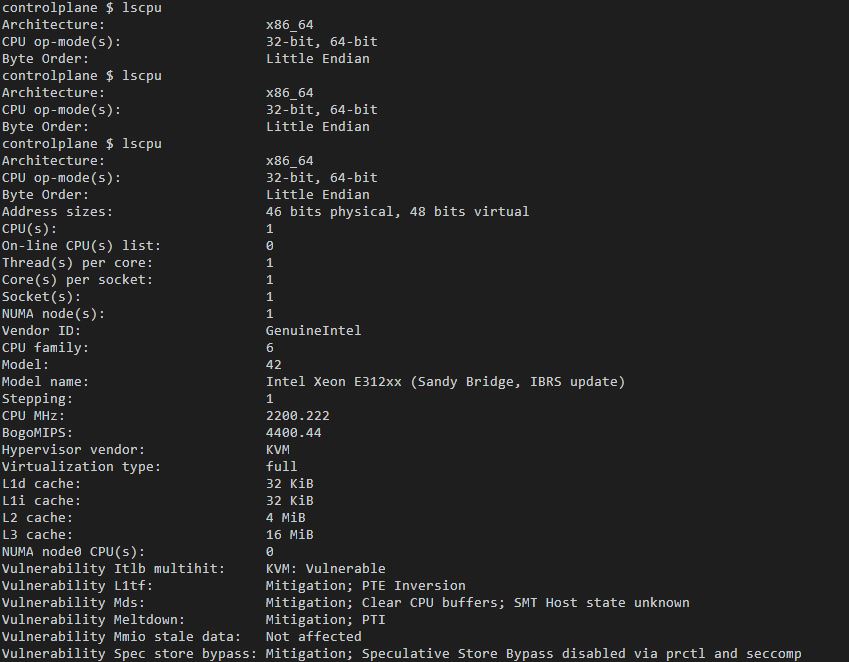 controlplane $ lscpu
Architecture: x86_64
CPU op-mode(s): 32-bit, 64-bit
Byte Order: Little Endian
controlplane $ lscpu
Architecture: x86_64
CPU op-mode(s): 32-bit, 64-bit
Byte Order: Little Endian
controlplane $ lscpu
Architecture: x86_64
CPU op-mode(s): 32-bit, 64-bit
Byte Order: Little Endian
Address sizes: 46 bits physical, 48 bits virtual
CPU(s): 1
On-line CPU(s) list: 0
Thread(s) per core: 1
Core(s) per socket: 1
Socket(s): 1
NUMA node(s): 1
Vendor ID: GenuineIntel
CPU family: 6
Model: 42
Model name: Intel Xeon E312xx (Sandy Bridge, IBRS update)
Stepping: 1
CPU MHz: 2200.222
BogoMIPS: 4400.44
Hypervisor vendor: KVM
Virtualization type: full
L1d cache: 32 KiB
L1i cache: 32 KiB
L2 cache: 4 MiB
L3 cache: 16 MiB
NUMA node0 CPU(s): 0
Vulnerability Itlb multihit: KVM: Vulnerable
Vulnerability L1tf: Mitigation; PTE Inversion
Vulnerability Mds: Mitigation; Clear CPU buffers; SMT Host state unknown
Vulnerability Meltdown: Mitigation; PTI
Vulnerability Mmio stale data: Not affected
Vulnerability Spec store bypass: Mitigation; Speculative Store Bypass disabled via prctl and seccomp